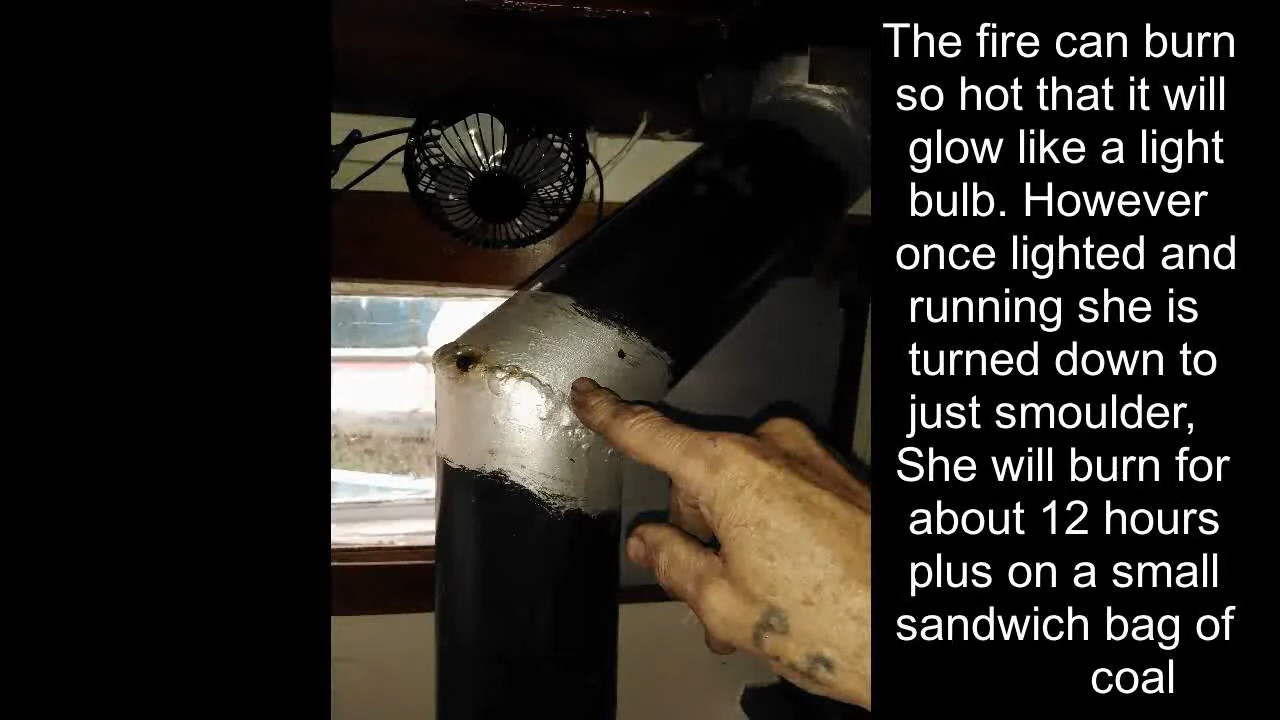 The fire can burn
so hot that it will
glow like a light
bulb. However
once lighted and
running she is
turned down to
just smoulder,
She will burn for
about 12 hours
plus on a small
sandwich bag of
coal